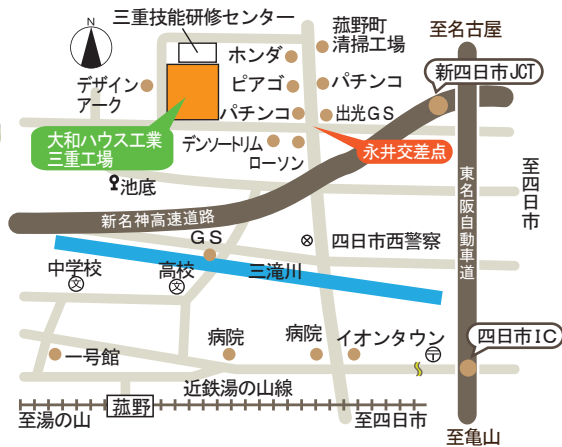 N
三重技能研修センター
菰野町
清掃工場
至名古屋
ホンダ
新四日市JCT
デザイン
アーク
ピアゴ
パチンコ
パチンコ
出光GS
大和ハウス工業
三重工場
デンソートリム
ローソン
永井交差点
池底
東名阪自動車道
至四日市
新名神高速道路
GS
四日市西警察
中学校
文
高校
文
三滝川
病院
病院
イオンタウン
〒
四日市IC
一号館
近鉄湯の山線
菰野
至湯の山
至四日市
至亀山